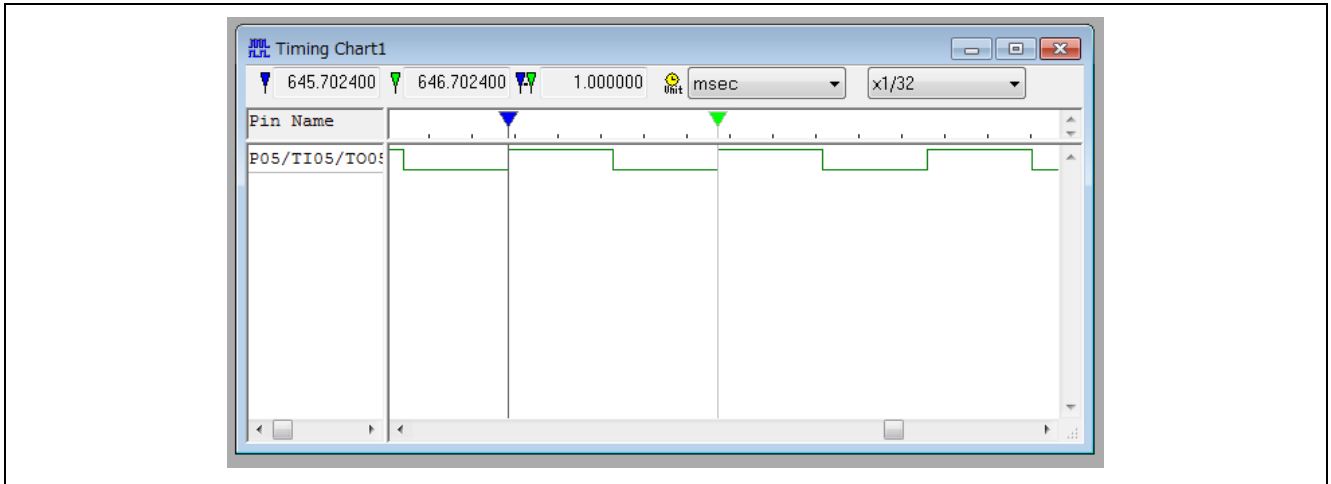 Timing Chart1
645.702400 646.702400 1.000000 Unit msec x1/32
Pin Name
P05/TI05/TO05